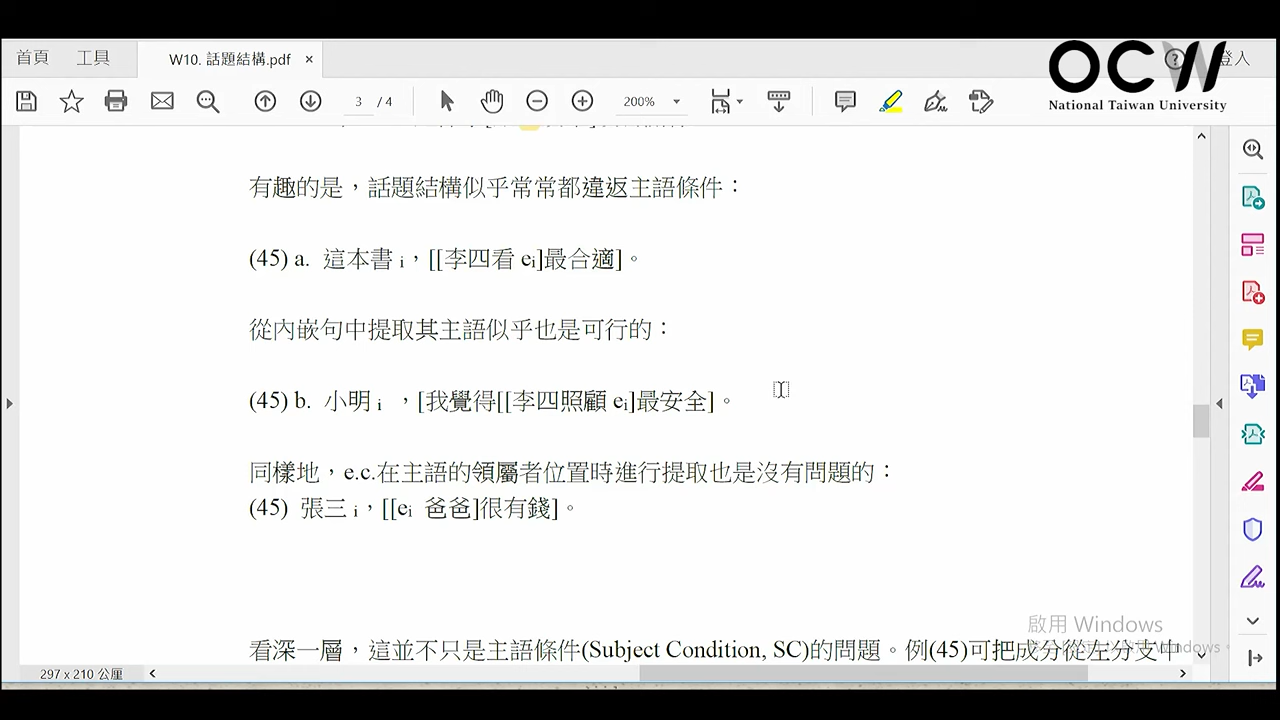 首頁 工具 W10. 話題結構.pdf × 登入
OCW
National Taiwan University
3 / 4 200%
有趣的是，話題結構似乎常常都違返主語條件：
(45) a. 這本書 i，[[李四看 ei]最合適]。
從內嵌句中提取其主語似乎也是可行的：
(45) b. 小明 i ，[我覺得[[李四照顧 ei]最安全]。
同樣地，e.c.在主語的領屬者位置時進行提取也是沒有問題的：
(45) 張三 i，[[ei 爸爸]很有錢]。
啟用 Windows
看深一層，這並不只是主語條件(Subject Condition, SC)的問題。例(45)可把成分從左分支中
297 x 210 公厘